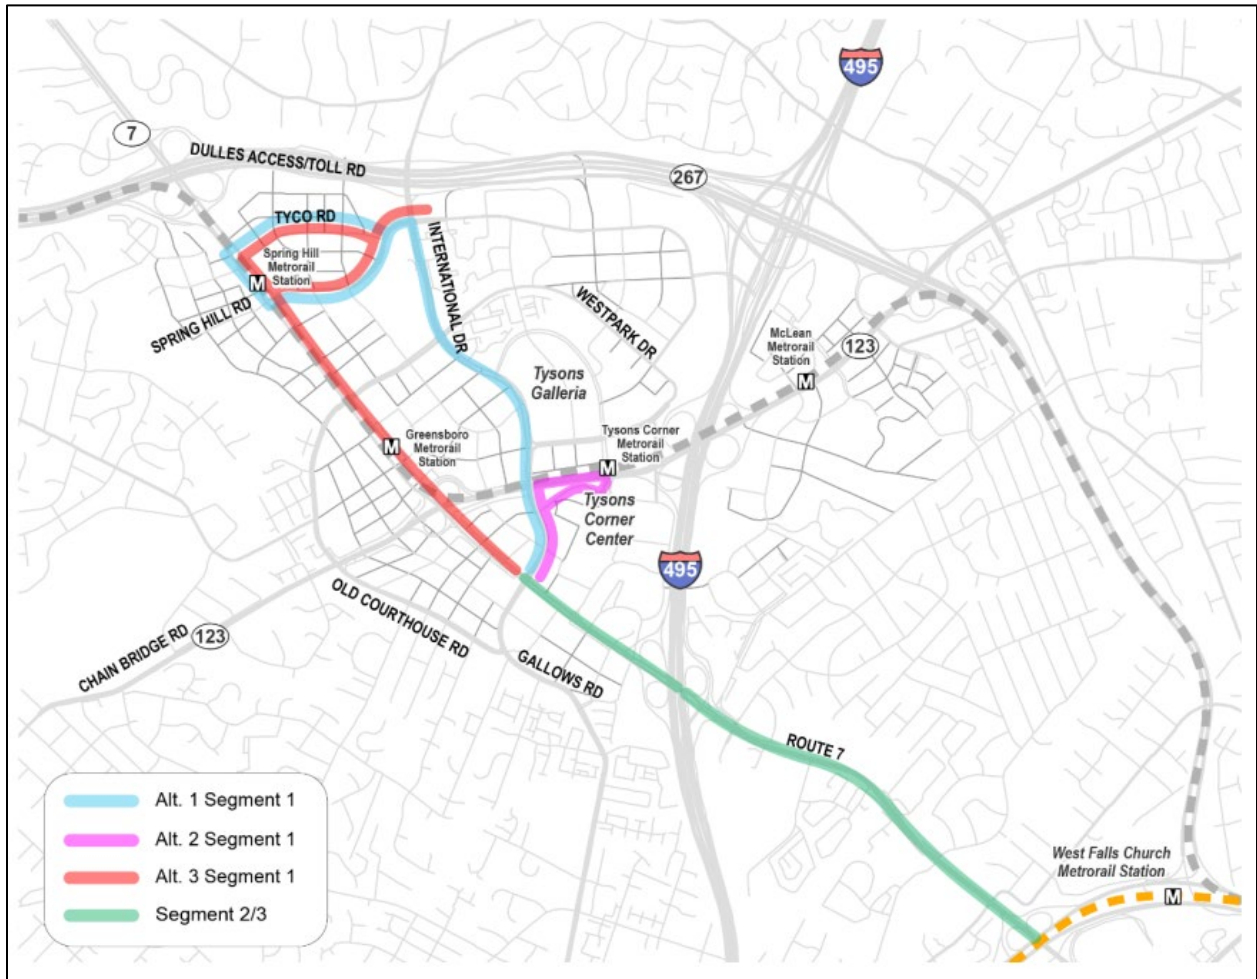 495
7
DULLES ACCESS/TOLL RD
267
TYCO RD
INTERNATIONAL DR
Spring Hill
Metrorail
Station
M
SPRING HILL RD
WESTPARK DR
McLean
Metrorail
Station
123
M
Tysons
Galleria
Greensboro
Metrorail
Station
M
Tysons Corner
Metrorail
Station
M
Tysons
Corner
Center
495
OLD COURTHOUSE RD
CHAIN BRIDGE RD
123
GALLOWS RD
ROUTE 7
Alt. 1 Segment 1
Alt. 2 Segment 1
Alt. 3 Segment 1
Segment 2/3
West Falls Church
Metrorail Station
M